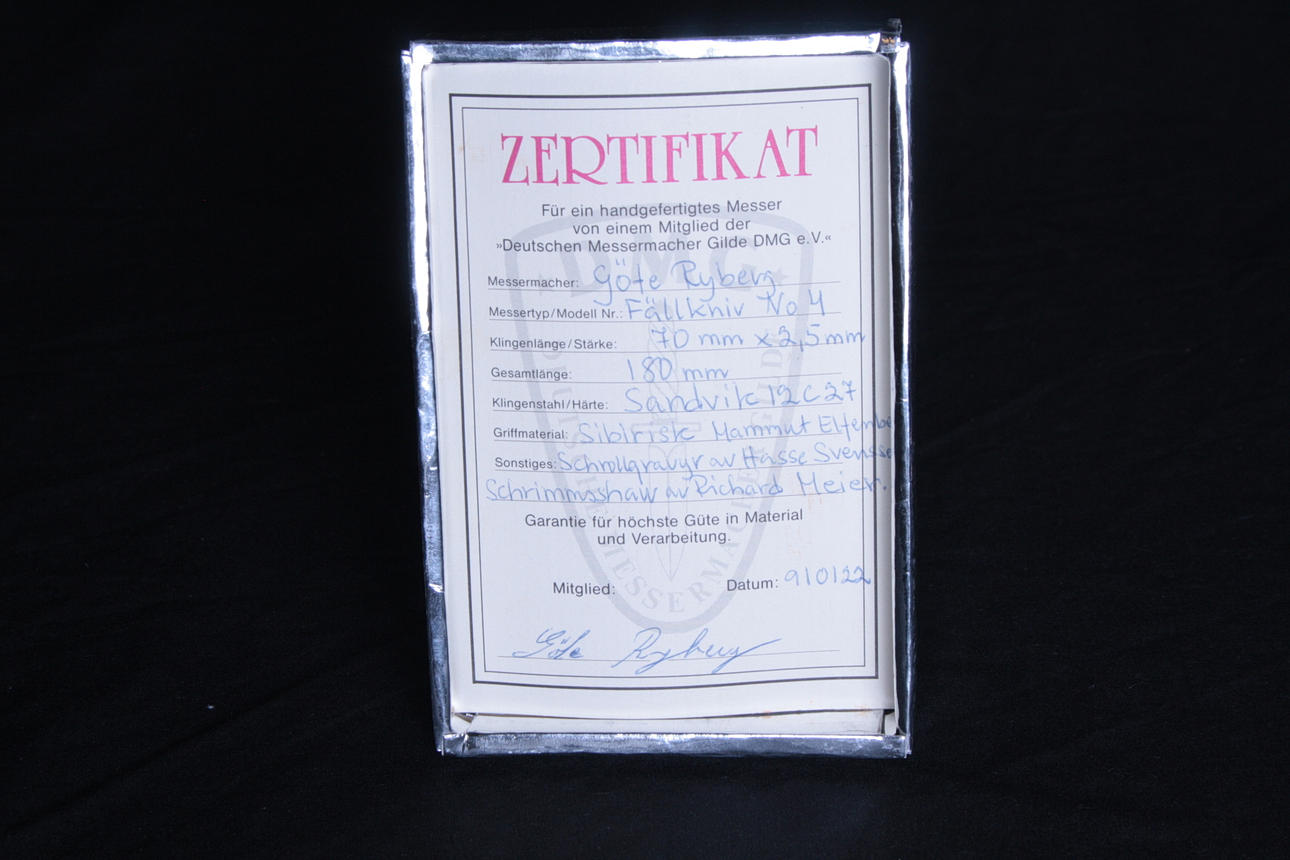 ZERTIFIKAT
Für ein handgefertigtes Messer
von einem Mitglied der
»Deutschen Messermacher Gilde DMG e.V.«
Messermacher: Göte Ryberg
Messertyp/Modell Nr.: Fällkniv No 4
Klingenlänge/Stärke: 70 mm x 2,5 mm
Gesamtlänge: 180 mm
Klingenstahl/Härte: Sandvik 12C27
Griffmaterial: Sibirisk Mammut Elfenbe
Sonstiges: Schrollgravyr av Hasse Svensse
Schrimmsshaw av Richard Meier.
Garantie für höchste Güte in Material
und Verarbeitung.
Mitglied: Datum: 910122
Göte Ryberg